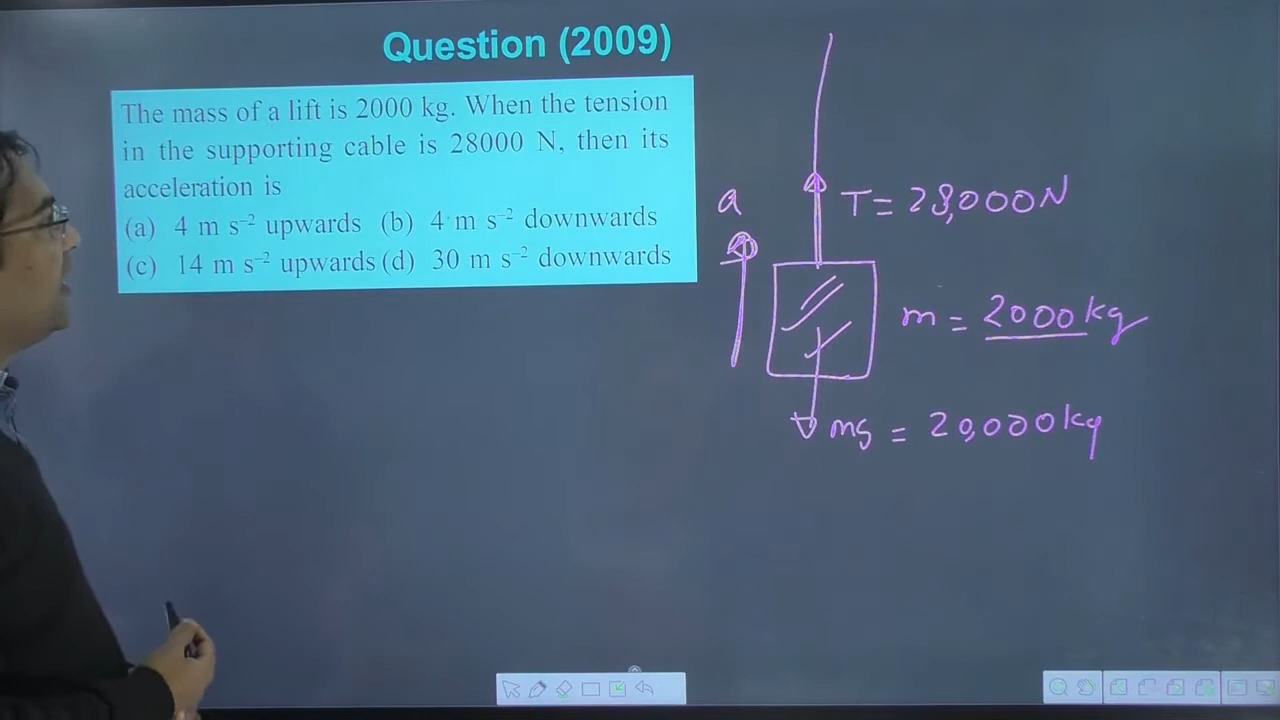 Question (2009)
The mass of a lift is 2000 kg. When the tension
in the supporting cable is 28000 N, then its
acceleration is
(a) 4 m s⁻² upwards (b) 4 m s⁻² downwards
(c) 14 m s⁻² upwards (d) 30 m s⁻² downwards
a
T = 28,000N
m = 2000kg
mg = 20,000kg